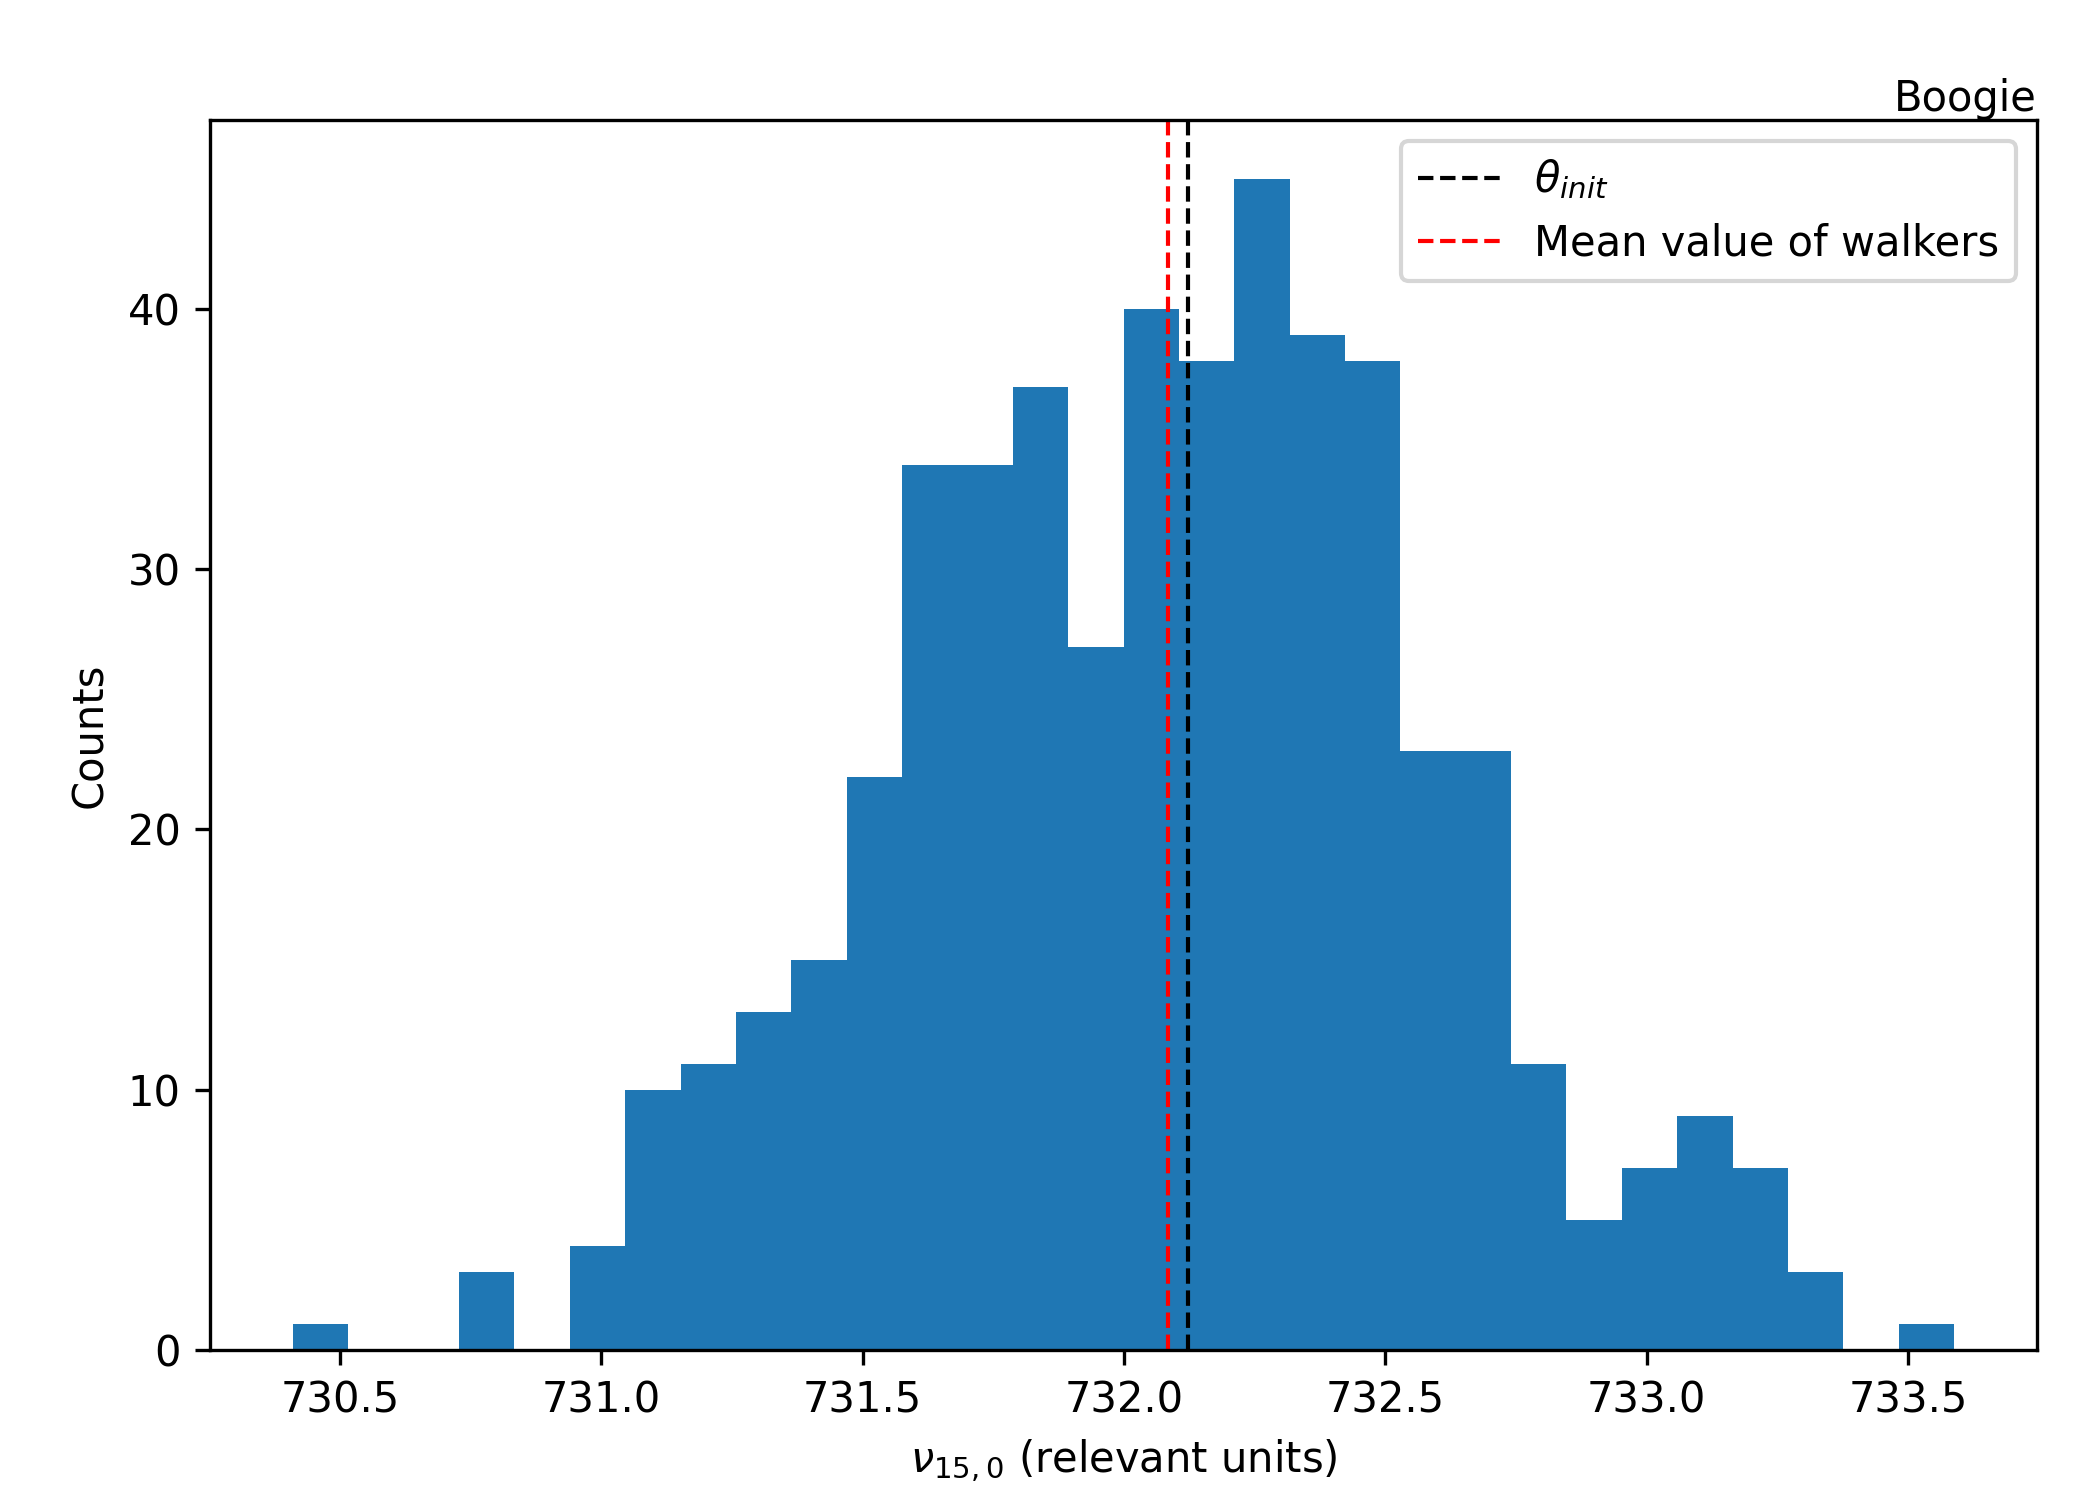 Boogie
θinit
Mean value of walkers
40
30
20
10
0
Counts
730.5 731.0 731.5 732.0 732.5 733.0 733.5
ν15, 0 (relevant units)